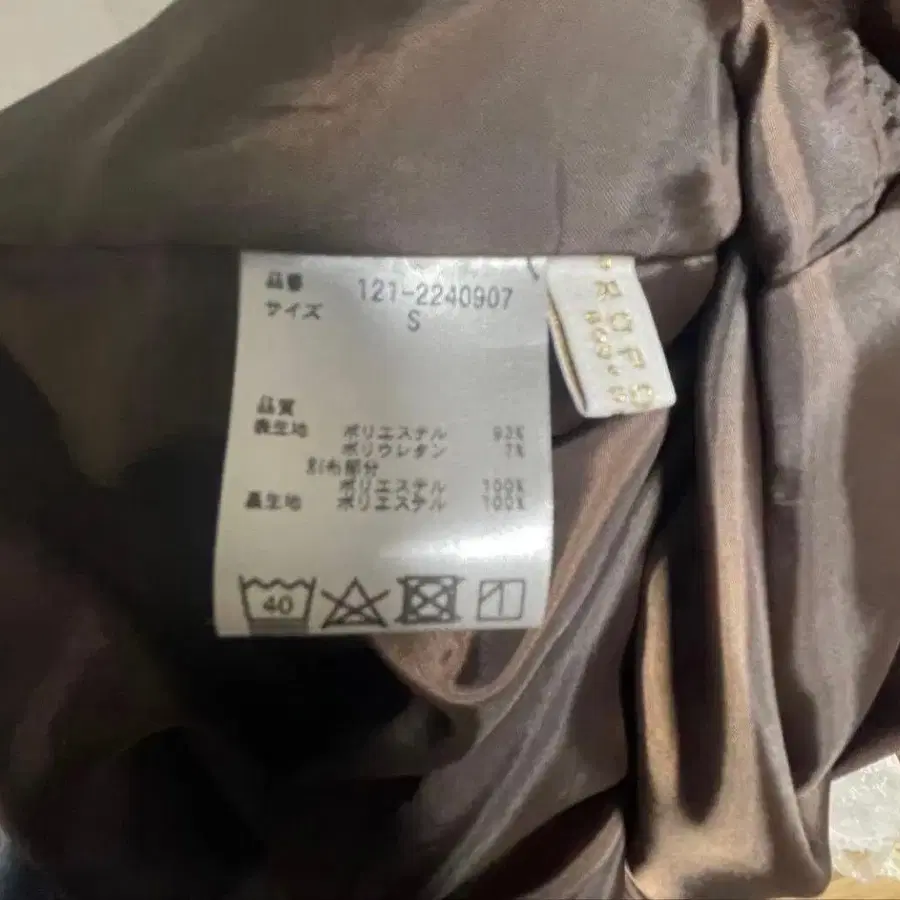 品番 121-2240907
サイズ S
品質
表生地 ポリエステル 93%
ポリウレタン 7%
別布部分
ポリエステル 100%
裏生地 ポリエステル 100%
40